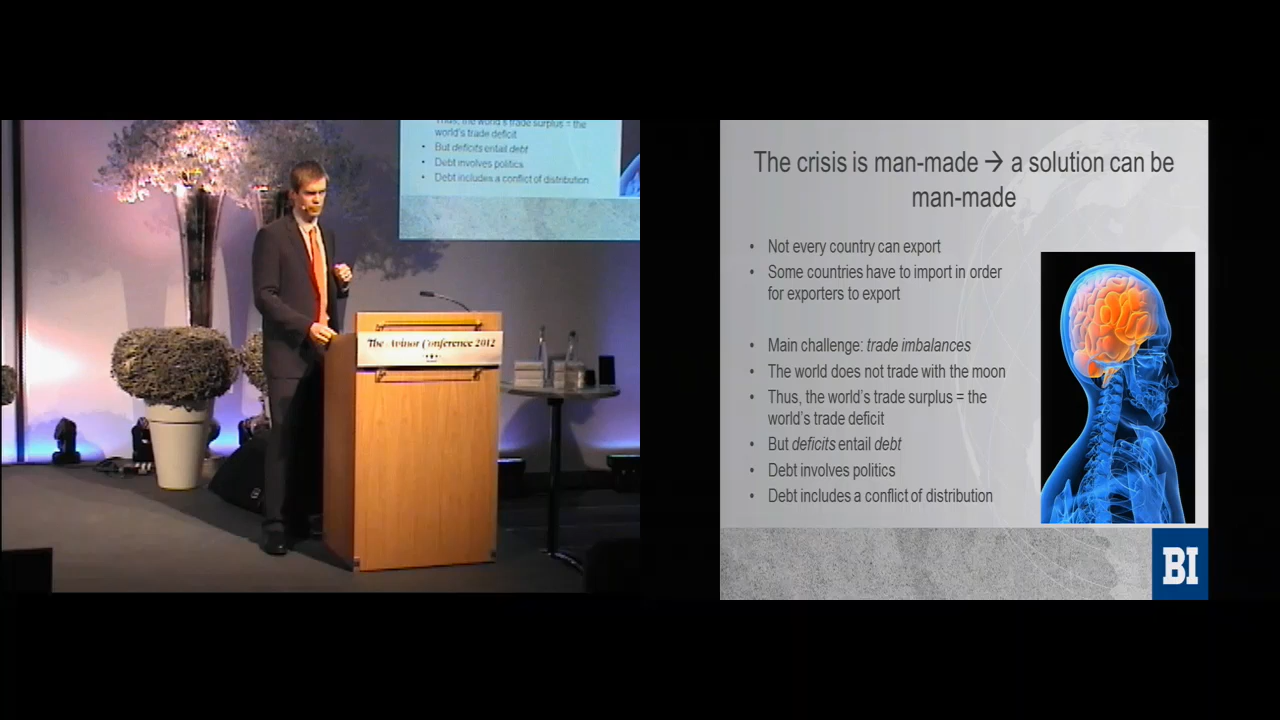 Thus, the world's trade surplus = the
world's trade deficit
• But deficits entail debt
• Debt involves politics
• Debt includes a conflict of distribution
The Avinor Conference 2012
The crisis is man-made → a solution can be
man-made
• Not every country can export
• Some countries have to import in order
for exporters to export
• Main challenge: trade imbalances
• The world does not trade with the moon
• Thus, the world's trade surplus = the
world's trade deficit
• But deficits entail debt
• Debt involves politics
• Debt includes a conflict of distribution
BI